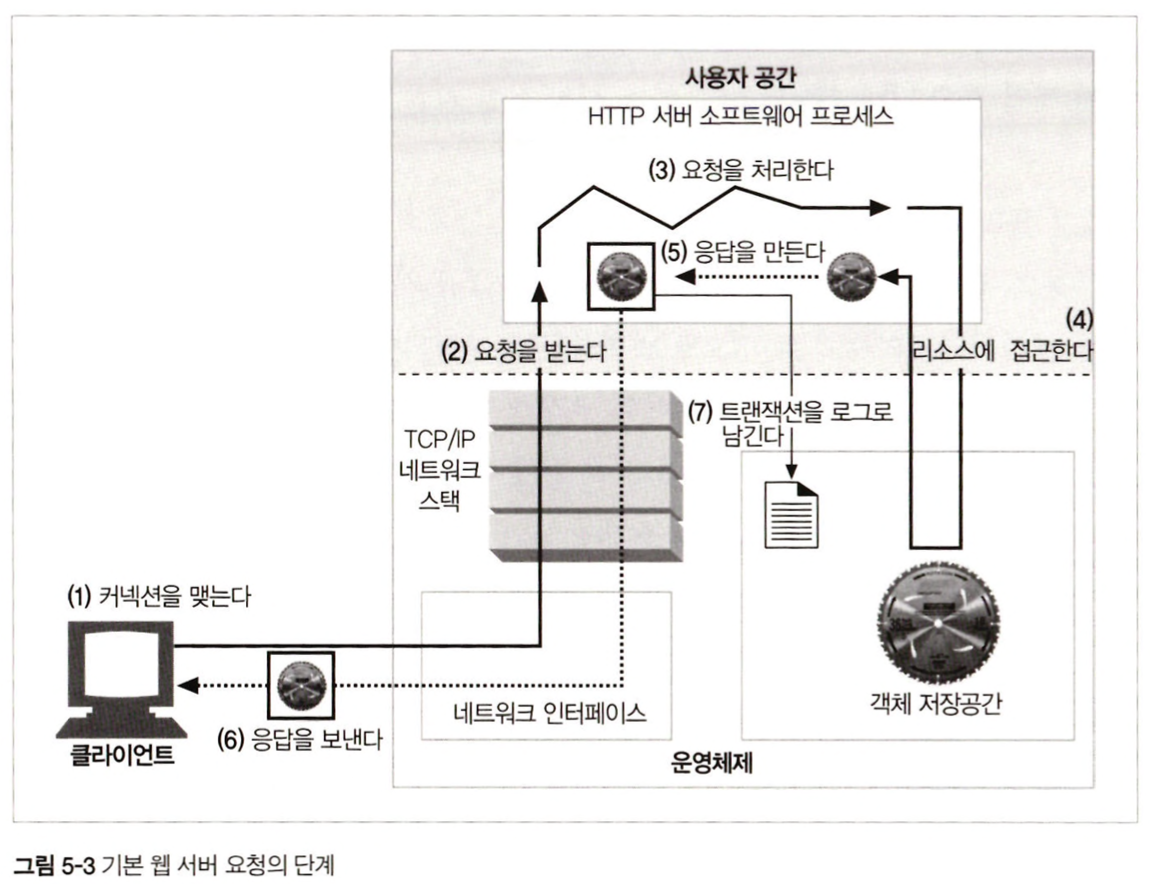 사용자 공간
HTTP 서버 소프트웨어 프로세스
(3) 요청을 처리한다
(5) 응답을 만든다
(4)
리소스에 접근한다
(2) 요청을 받는다
TCP/IP
네트워크
스택
(7) 트랜잭션을 로그로
남긴다
(1) 커넥션을 맺는다
클라이언트
(6) 응답을 보낸다
네트워크 인터페이스
객체 저장공간
운영체제
그림 5-3 기본 웹 서버 요청의 단계